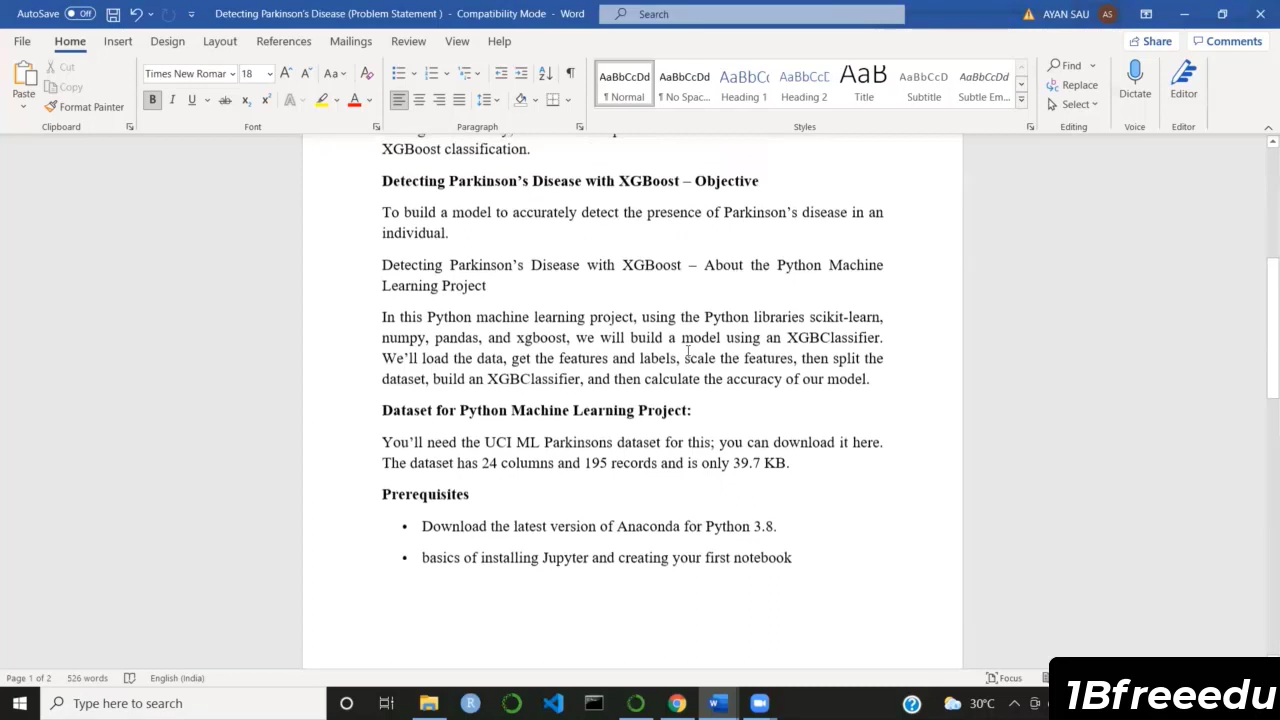 AutoSave Off Detecting Parkinson's Disease (Problem Statement ) - Compatibility Mode - Word Search AYAN SAU AS
File Home Insert Draw Design Layout References Mailings Review View Help Share Comments
Paste Cut Copy Format Painter Times New Roman 18 B I U ab x2 x2 A A Aa
AaBbCcDd AaBbCcDd AaBbCc AaBbCcD AaB AaBbCcD AaBbCcDd
¶ Normal ¶ No Spac... Heading 1 Heading 2 Title Subtitle Subtle Em...
Find Replace Select Dictate Editor
Clipboard Font Paragraph Styles Editing Voice Editor
XGBoost classification.
Detecting Parkinson's Disease with XGBoost – Objective
To build a model to accurately detect the presence of Parkinson's disease in an
individual.
Detecting Parkinson's Disease with XGBoost – About the Python Machine
Learning Project
In this Python machine learning project, using the Python libraries scikit-learn,
numpy, pandas, and xgboost, we will build a model using an XGBClassifier.
We'll load the data, get the features and labels, scale the features, then split the
dataset, build an XGBClassifier, and then calculate the accuracy of our model.
Dataset for Python Machine Learning Project:
You'll need the UCI ML Parkinsons dataset for this; you can download it here.
The dataset has 24 columns and 195 records and is only 39.7 KB.
Prerequisites
• Download the latest version of Anaconda for Python 3.8.
• basics of installing Jupyter and creating your first notebook
Page 1 of 2 526 words English (India) Focus
Type here to search 30°C
1Bfreeedu